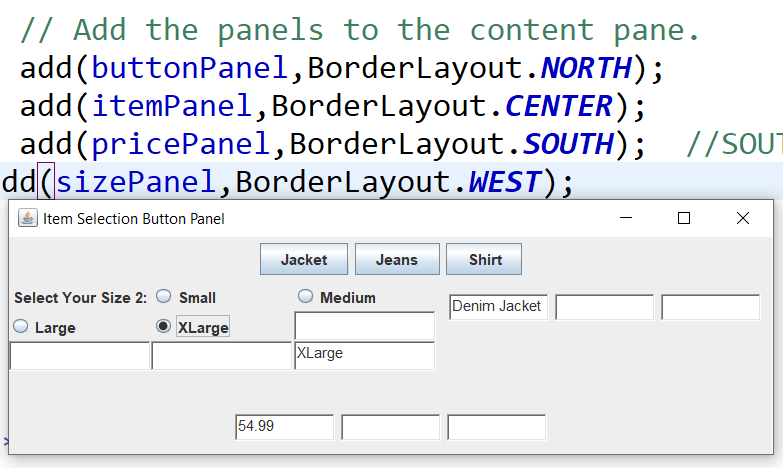 // Add the panels to the content pane.
add(buttonPanel,BorderLayout.NORTH);
add(itemPanel,BorderLayout.CENTER);
add(pricePanel,BorderLayout.SOUTH); //SOUT
dd(sizePanel,BorderLayout.WEST);
Item Selection Button Panel
Jacket Jeans Shirt
Select Your Size 2: Small Medium
Denim Jacket
Large XLarge
XLarge
54.99